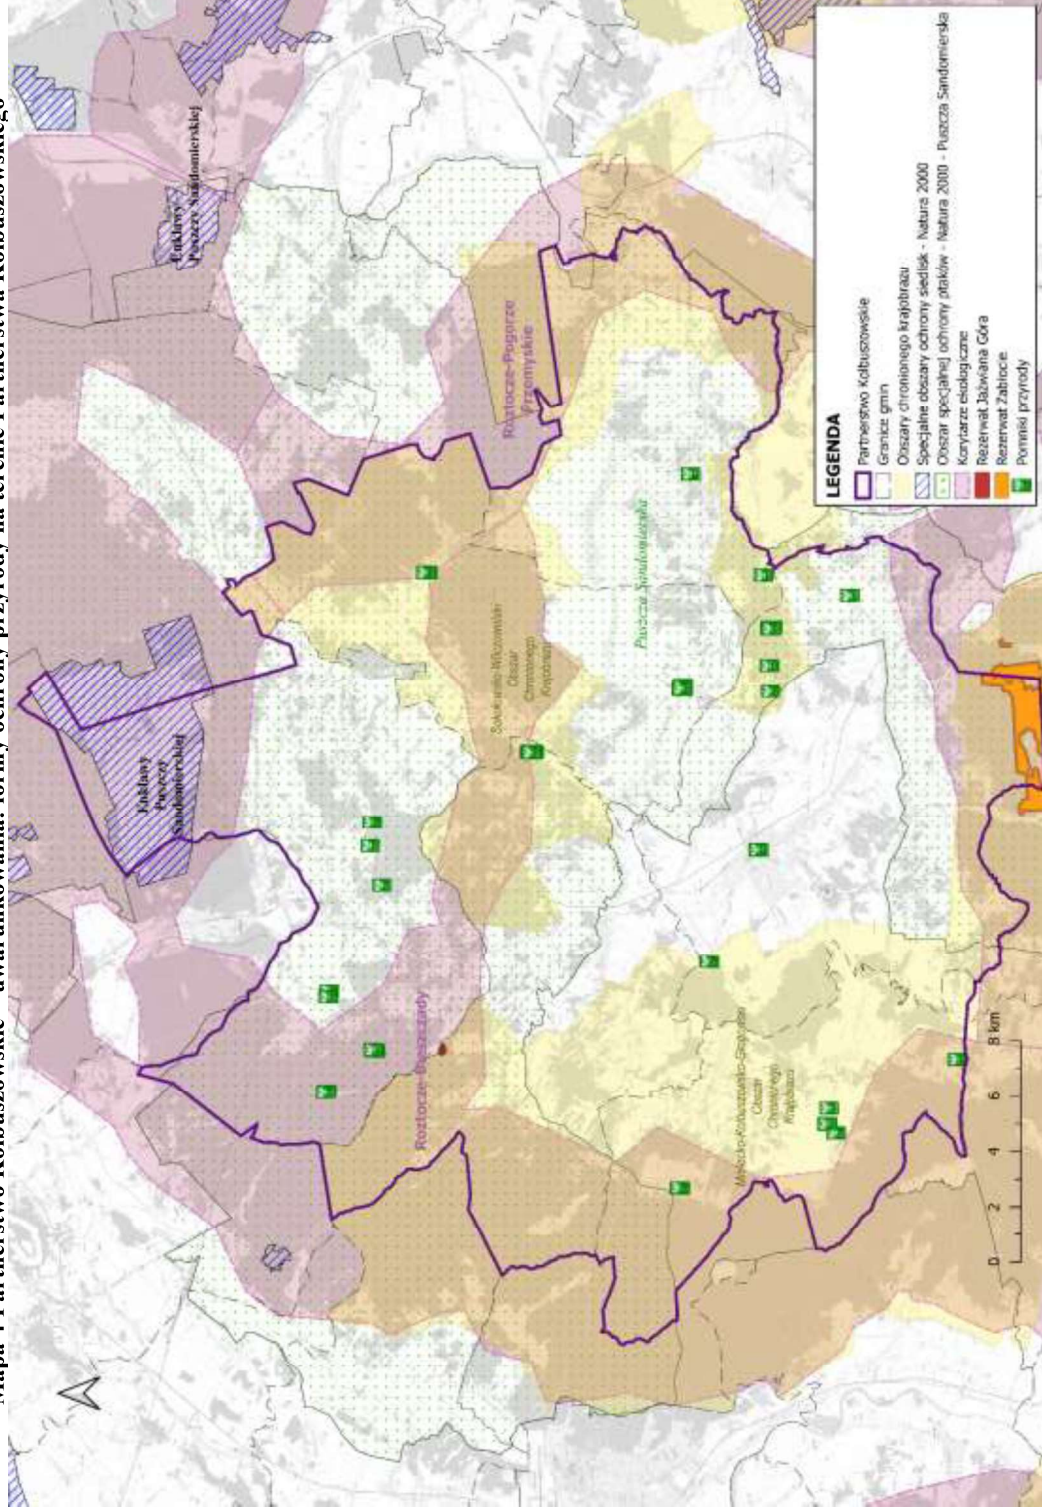 Mapa 4 Partnerstwo Kolbuszowskie – uwarunkowania: formy ochrony przyrody na terenie Partnerstwa Kolbuszowskiego
Enklawy
Puszczy Sandomierskiej
Enklawy
Puszczy
Sandomierskiej
Roztocze-Pogórze
Przemyskie
Sokołowsko-Wilczowolski
Obszar
Chronionego
Krajobrazu
Puszcza Sandomierska
Roztocze-Bieszczady
Mielecko-Kolbuszowsko-Głogowski
Obszar
Chronionego
Krajobrazu
0 2 4 6 8 km
LEGENDA
Partnerstwo Kolbuszowskie
Granice gmin
Obszary chronionego krajobrazu
Specjalne obszary ochrony siedlisk - Natura 2000
Obszar specjalnej ochrony ptaków - Natura 2000 - Puszcza Sandomierska
Korytarze ekologiczne
Rezerwat Jaźwiana Góra
Rezerwat Zabłocie
Pomniki przyrody